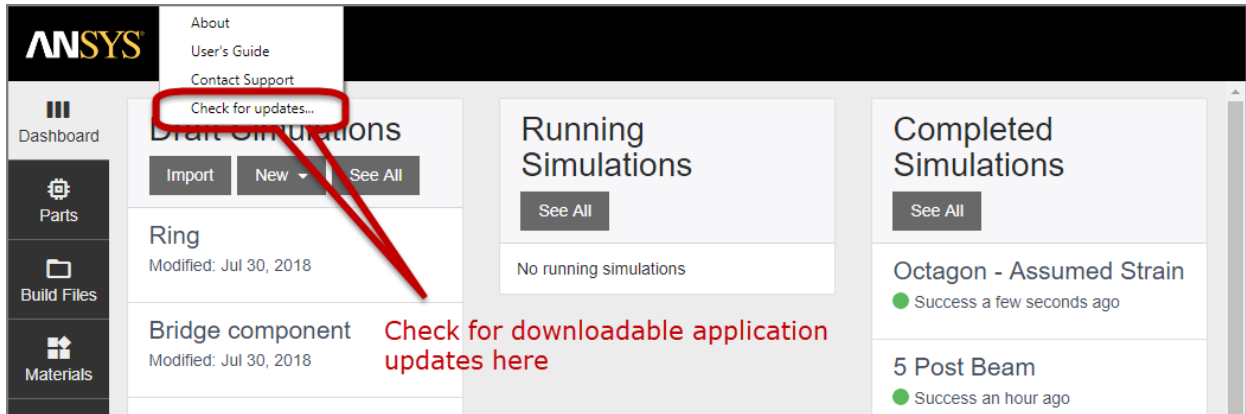 ANSYS
About
User's Guide
Contact Support
Check for updates...
Dashboard
Parts
Build Files
Materials
Draft Simulations
Import
New
See All
Ring
Modified: Jul 30, 2018
Bridge component
Modified: Jul 30, 2018
Running
Simulations
See All
No running simulations
Check for downloadable application
updates here
Completed
Simulations
See All
Octagon - Assumed Strain
Success a few seconds ago
5 Post Beam
Success an hour ago